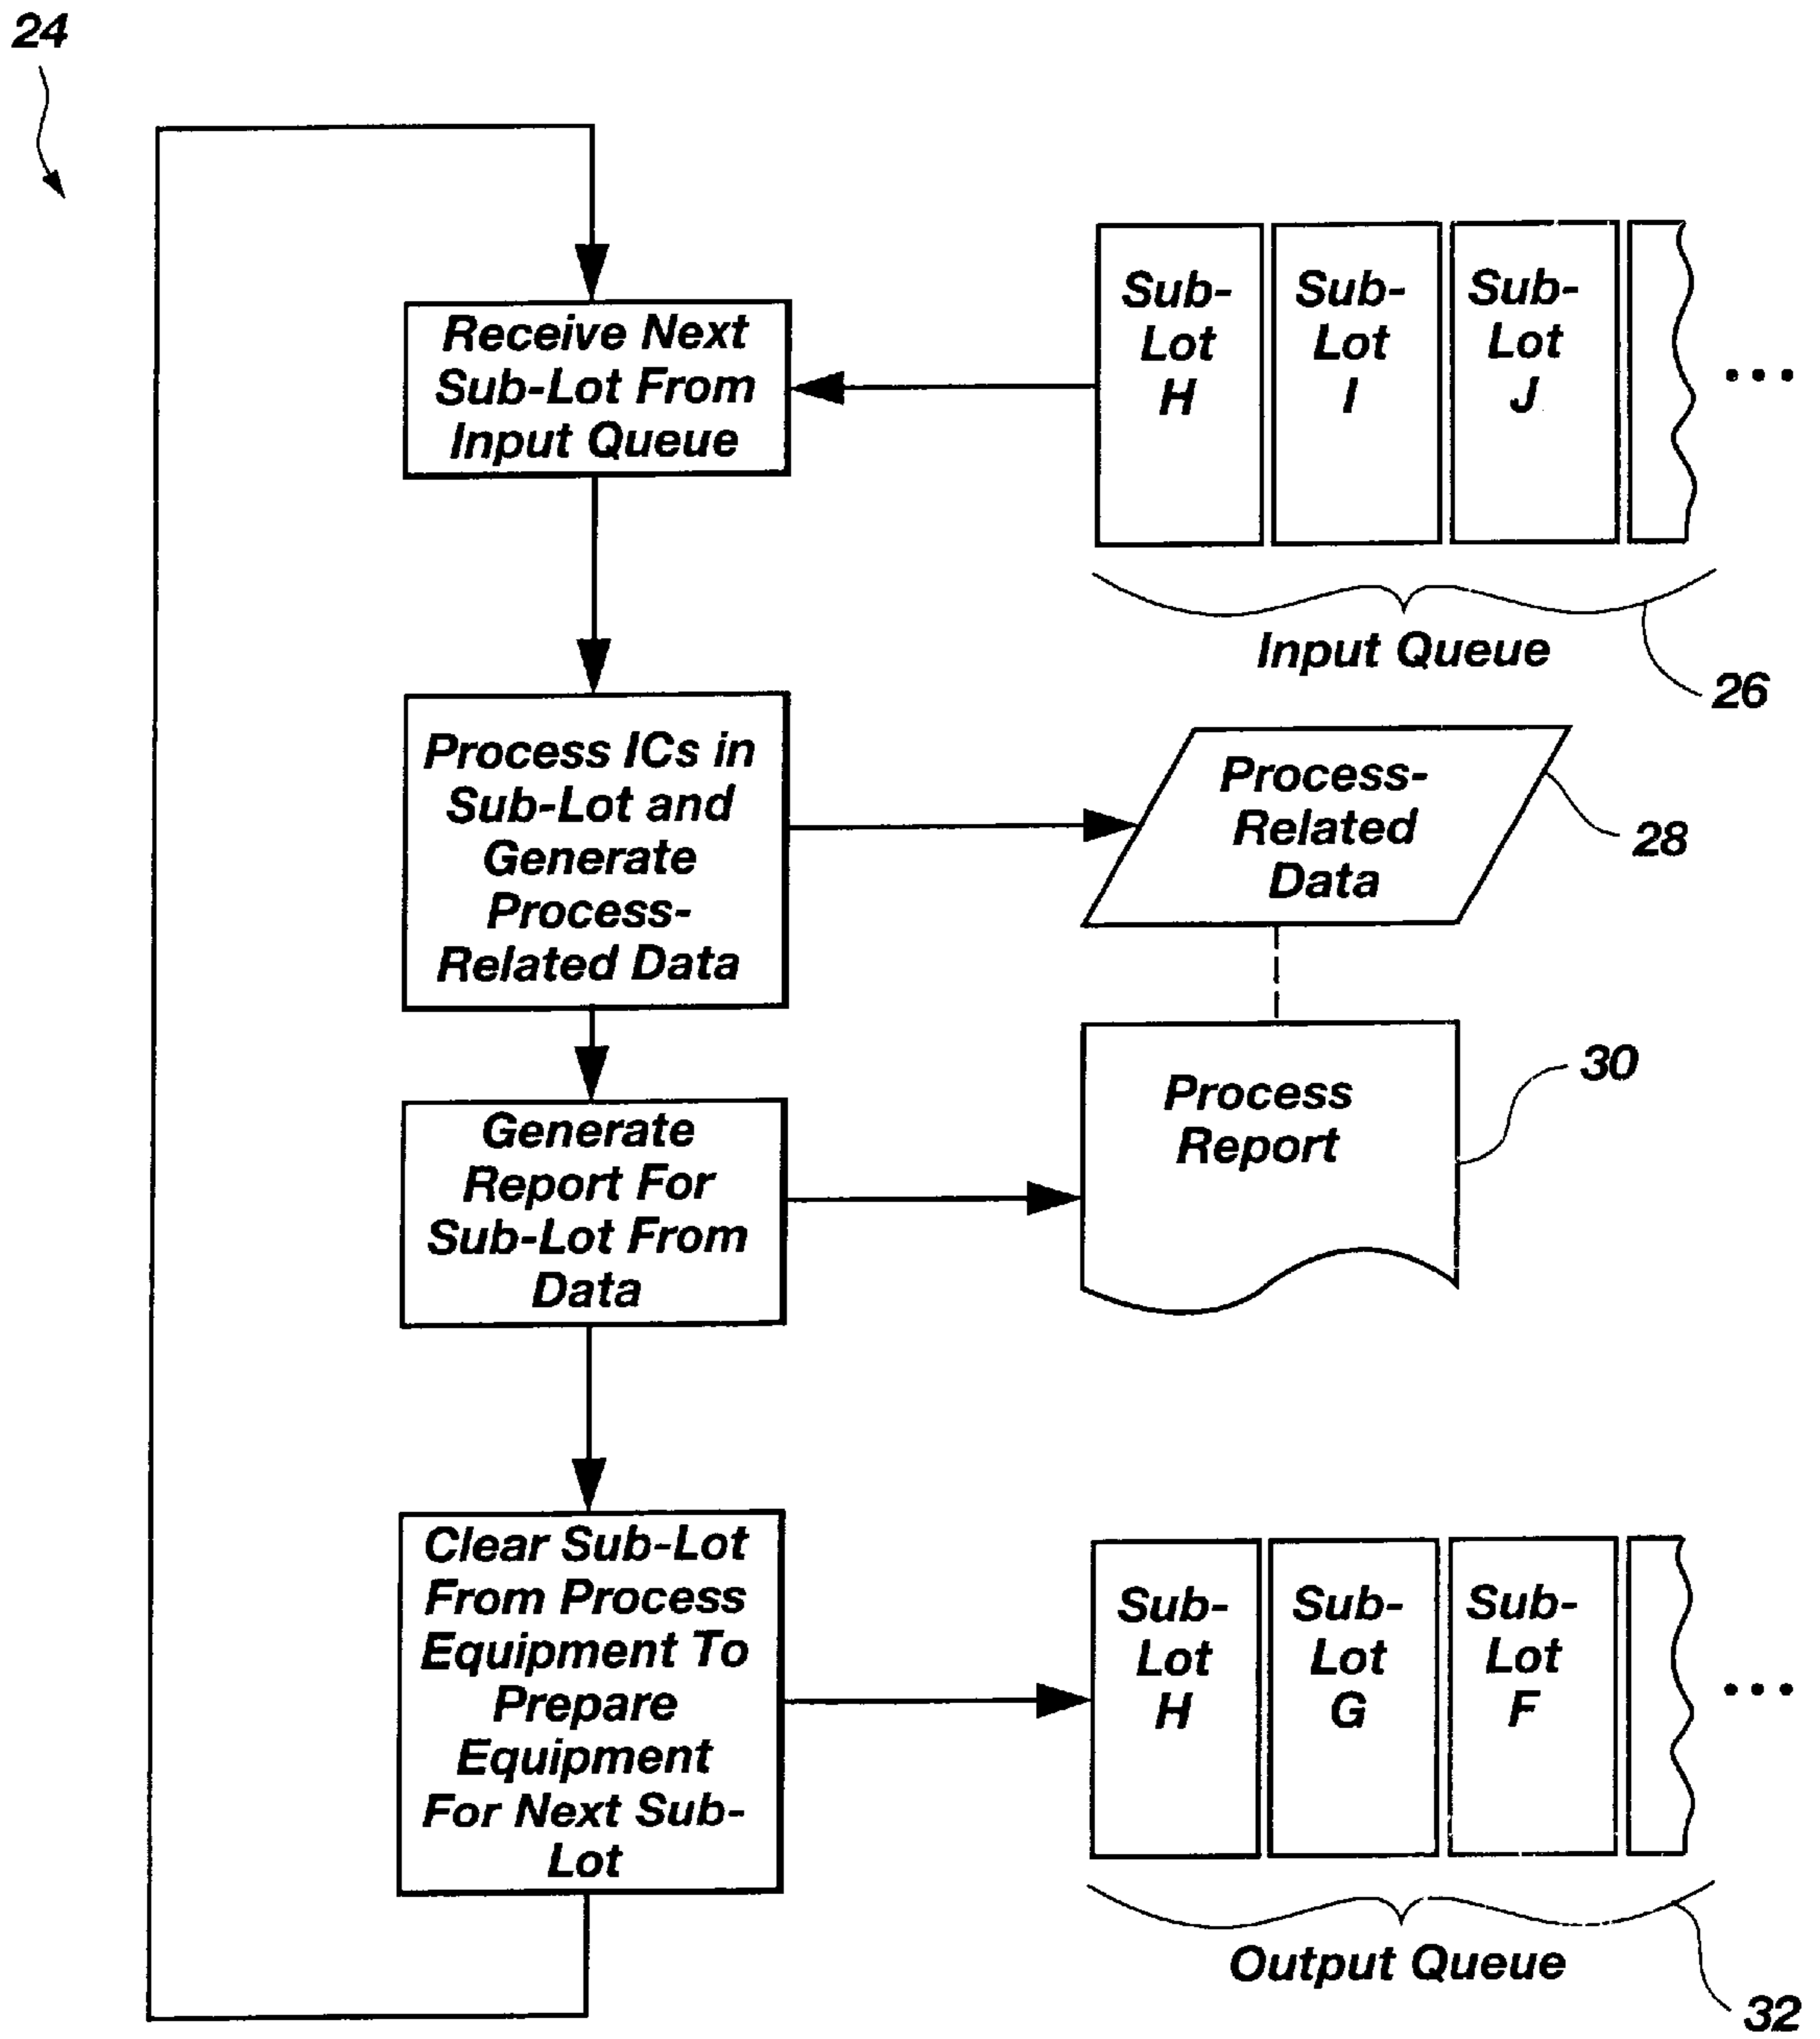 24
Receive Next
Sub-Lot From
Input Queue
Sub-
Lot
H
Sub-
Lot
I
Sub-
Lot
J
...
Input Queue
26
Process ICs in
Sub-Lot and
Generate
Process-
Related Data
Process-
Related
Data
28
Generate
Report For
Sub-Lot From
Data
Process
Report
30
Clear Sub-Lot
From Process
Equipment To
Prepare
Equipment
For Next Sub-
Lot
Sub-
Lot
H
Sub-
Lot
G
Sub-
Lot
F
...
Output Queue
32